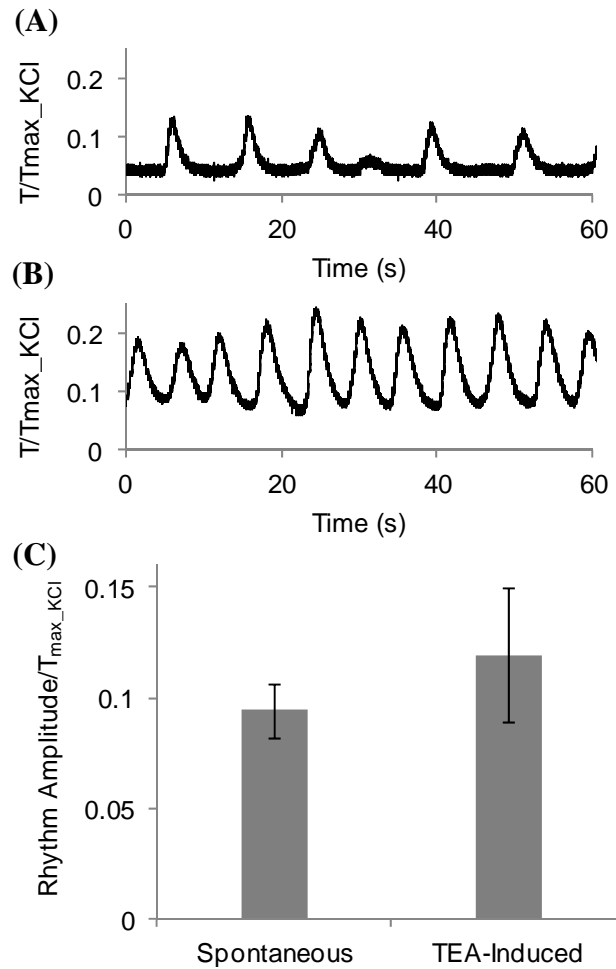 (A)
T/Tmax_KCl
0.2
0.1
0
0 20 40 60
Time (s)
(B)
T/Tmax_KCl
0.2
0.1
0
0 20 40 60
Time (s)
(C)
Rhythm Amplitude/Tmax_KCl
0.15
0.1
0.05
0
Spontaneous TEA-Induced